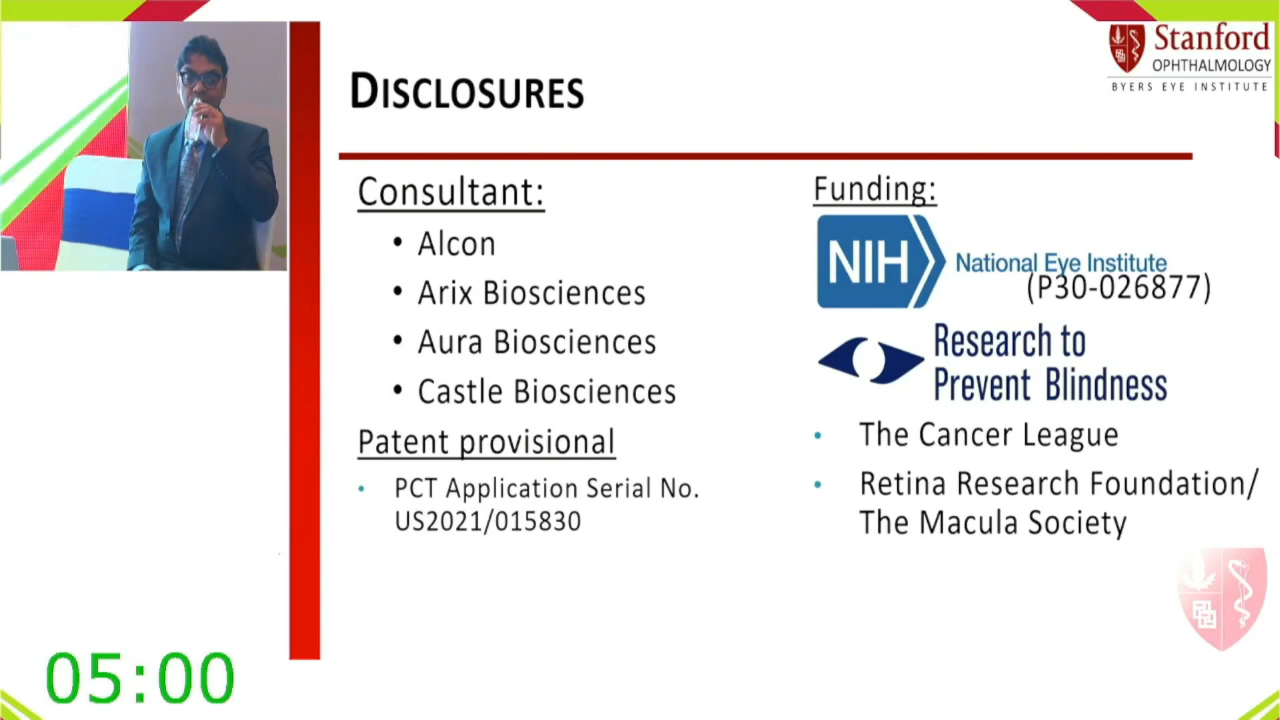 Stanford
OPHTHALMOLOGY
BYERS EYE INSTITUTE
DISCLOSURES
Consultant:
• Alcon
• Arix Biosciences
• Aura Biosciences
• Castle Biosciences
Patent provisional
• PCT Application Serial No.
US2021/015830
Funding:
NIH National Eye Institute
(P30-026877)
Research to
Prevent Blindness
• The Cancer League
• Retina Research Foundation/
The Macula Society
05:00